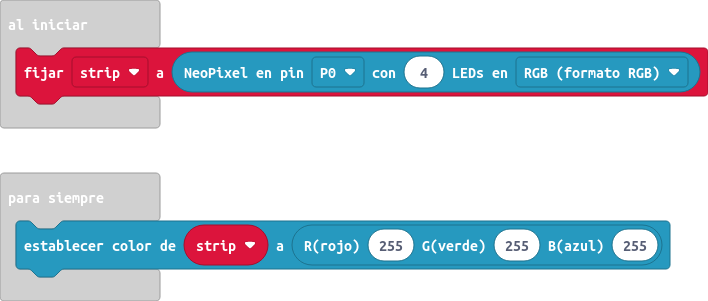 al iniciar
fijar strip a NeoPixel en pin P0 con 4 LEDs en RGB (formato RGB)
para siempre
establecer color de strip a R(rojo) 255 G(verde) 255 B(azul) 255